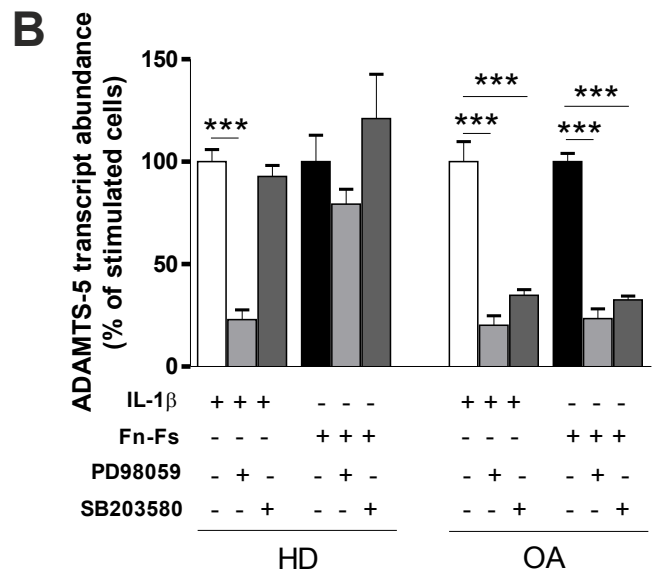 B
ADAMTS-5 transcript abundance
(% of stimulated cells)
150
100
50
0
*** *** *** *** ***
IL-1β + + + - - - + + + - - -
Fn-Fs - - - + + + - - - + + +
PD98059 - + - - + - - + - - + -
SB203580 - - + - - + - - + - - +
HD OA